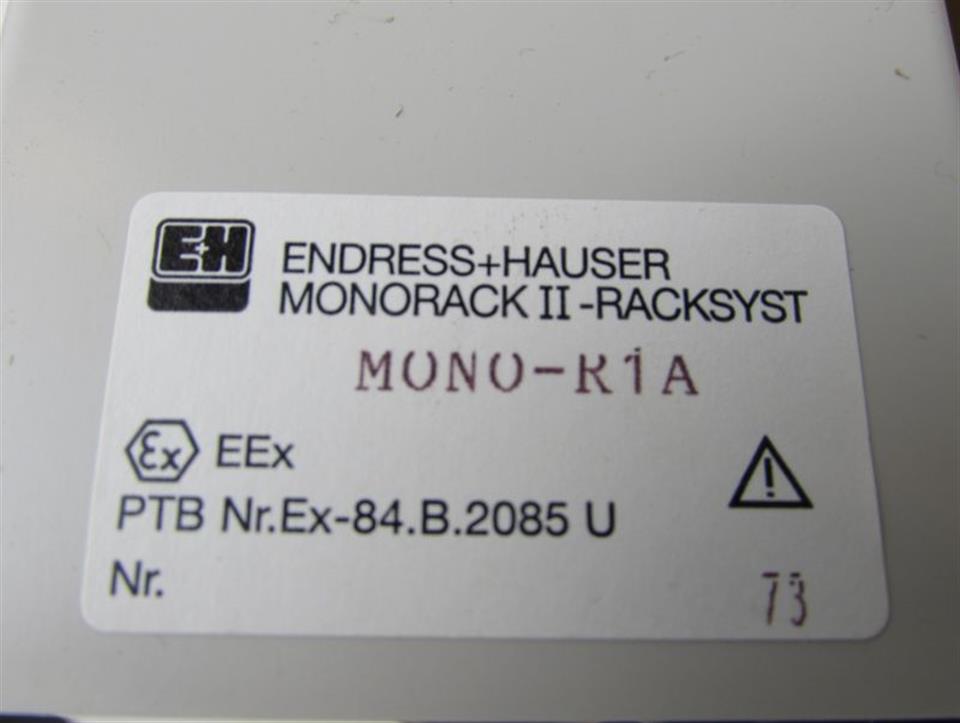 E+H
ENDRESS+HAUSER
MONORACK II -RACKSYST
MONO-R1A
Ex EEx
PTB Nr.Ex-84.B.2085 U
Nr.
73